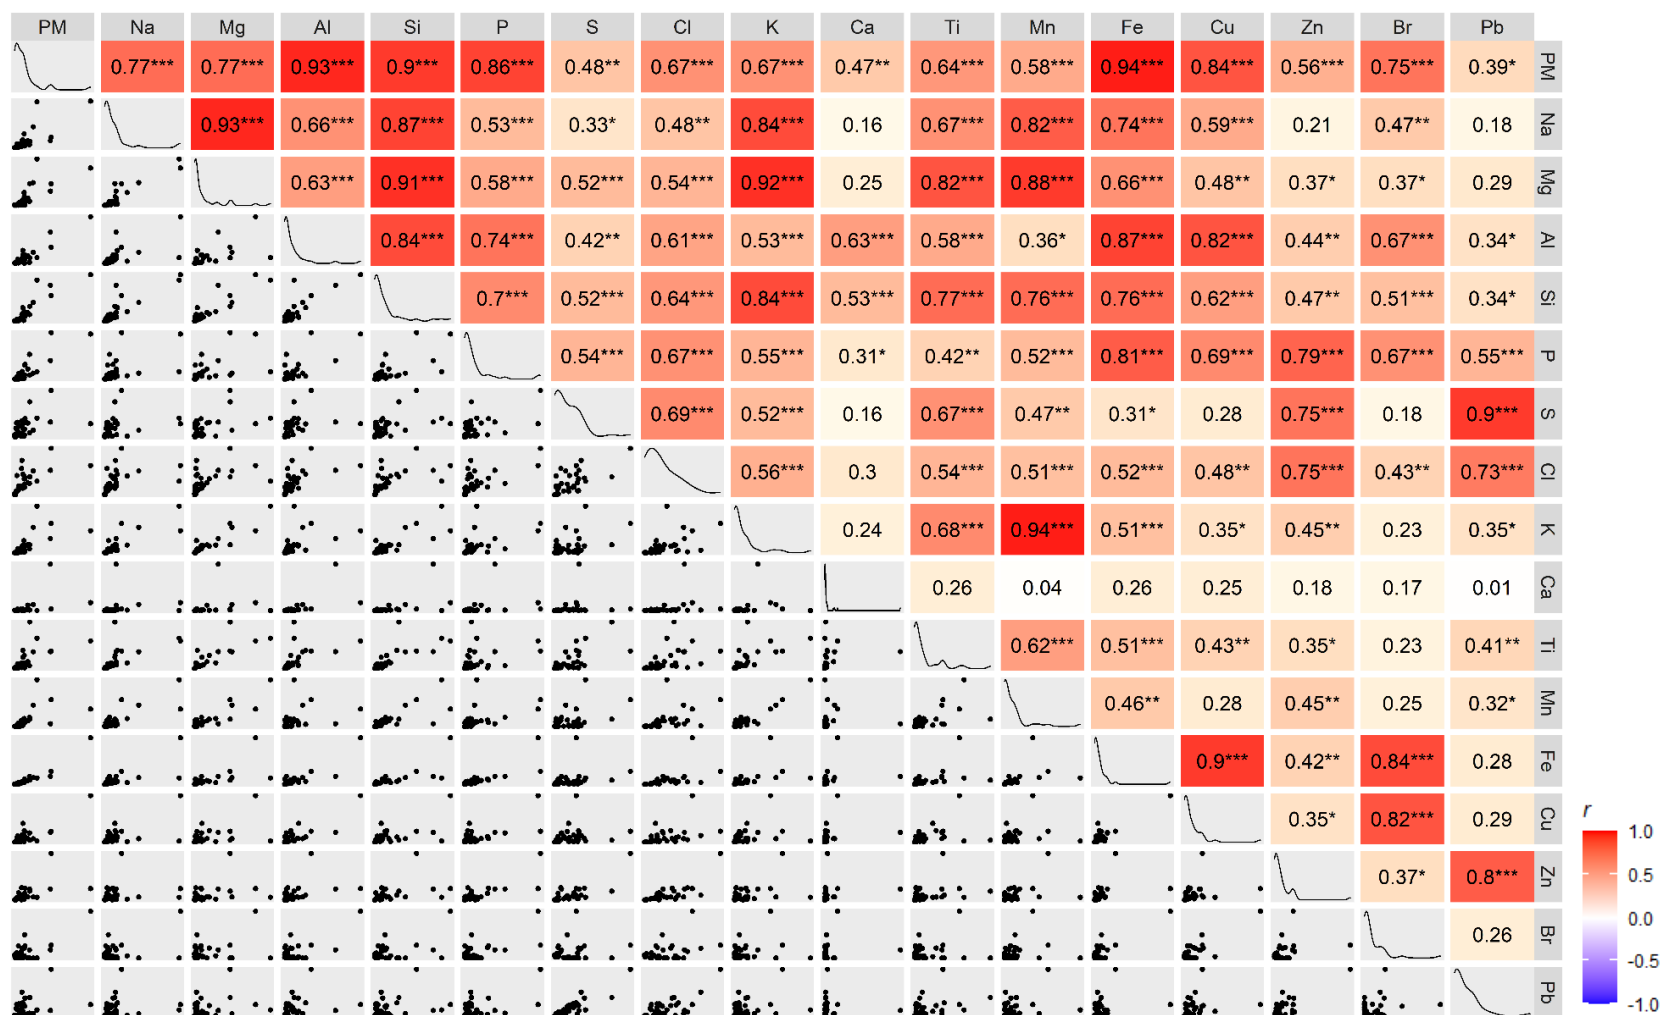 PM Na Mg Al Si P S Cl K Ca Ti Mn Fe Cu Zn Br Pb
0.77*** 0.77*** 0.93*** 0.9*** 0.86*** 0.48** 0.67*** 0.67*** 0.47** 0.64*** 0.58*** 0.94*** 0.84*** 0.56*** 0.75*** 0.39* PM
0.93*** 0.66*** 0.87*** 0.53*** 0.33* 0.48** 0.84*** 0.16 0.67*** 0.82*** 0.74*** 0.59*** 0.21 0.47** 0.18 Na
0.63*** 0.91*** 0.58*** 0.52*** 0.54*** 0.92*** 0.25 0.82*** 0.88*** 0.66*** 0.48** 0.37* 0.37* 0.29 Mg
0.84*** 0.74*** 0.42** 0.61*** 0.53*** 0.63*** 0.58*** 0.36* 0.87*** 0.82*** 0.44** 0.67*** 0.34* Al
0.7*** 0.52*** 0.64*** 0.84*** 0.53*** 0.77*** 0.76*** 0.76*** 0.62*** 0.47** 0.51*** 0.34* Si
0.54*** 0.67*** 0.55*** 0.31* 0.42** 0.52*** 0.81*** 0.69*** 0.79*** 0.67*** 0.55*** P
0.69*** 0.52*** 0.16 0.67*** 0.47** 0.31* 0.28 0.75*** 0.18 0.9*** S
0.56*** 0.3 0.54*** 0.51*** 0.52*** 0.48** 0.75*** 0.43** 0.73*** Cl
0.24 0.68*** 0.94*** 0.51*** 0.35* 0.45** 0.23 0.35* K
0.26 0.04 0.26 0.25 0.18 0.17 0.01 Ca
0.62*** 0.51*** 0.43** 0.35* 0.23 0.41** Ti
0.46** 0.28 0.45** 0.25 0.32* Mn
0.9*** 0.42** 0.84*** 0.28 Fe
0.35* 0.82*** 0.29 Cu
0.37* 0.8*** Zn
0.26 Br
Pb
r
1.0
0.5
0.0
-0.5
-1.0